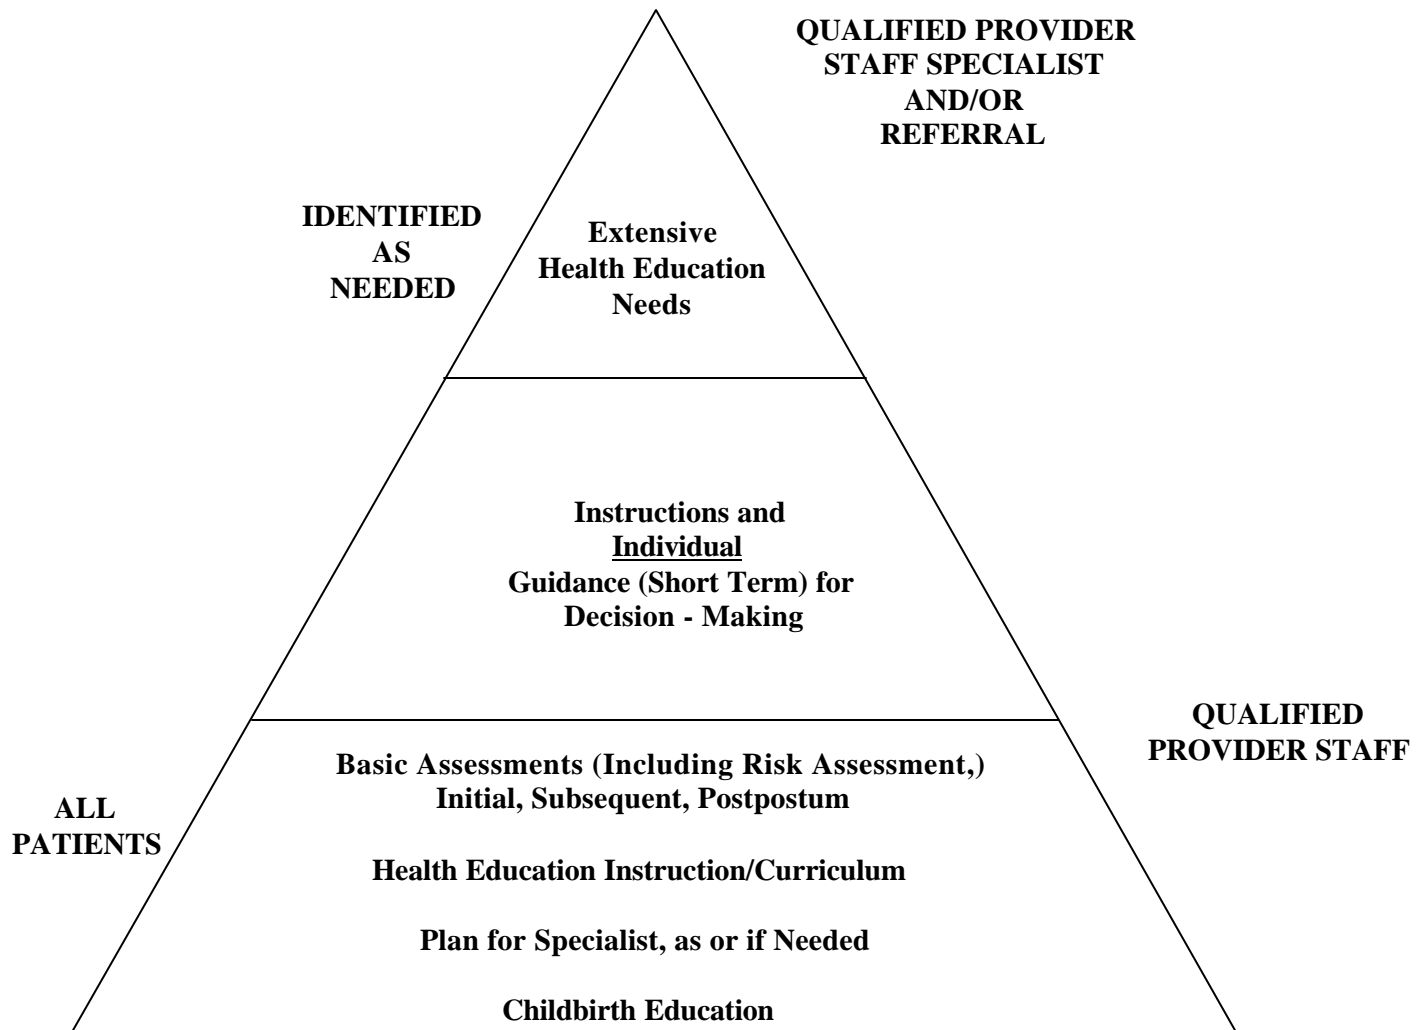 QUALIFIED PROVIDER
STAFF SPECIALIST
AND/OR
REFERRAL
IDENTIFIED
AS
NEEDED
Extensive
Health Education
Needs
Instructions and
Individual
Guidance (Short Term) for
Decision - Making
QUALIFIED
PROVIDER STAFF
Basic Assessments (Including Risk Assessment,)
Initial, Subsequent, Postpostum
ALL
PATIENTS
Health Education Instruction/Curriculum
Plan for Specialist, as or if Needed
Childbirth Education